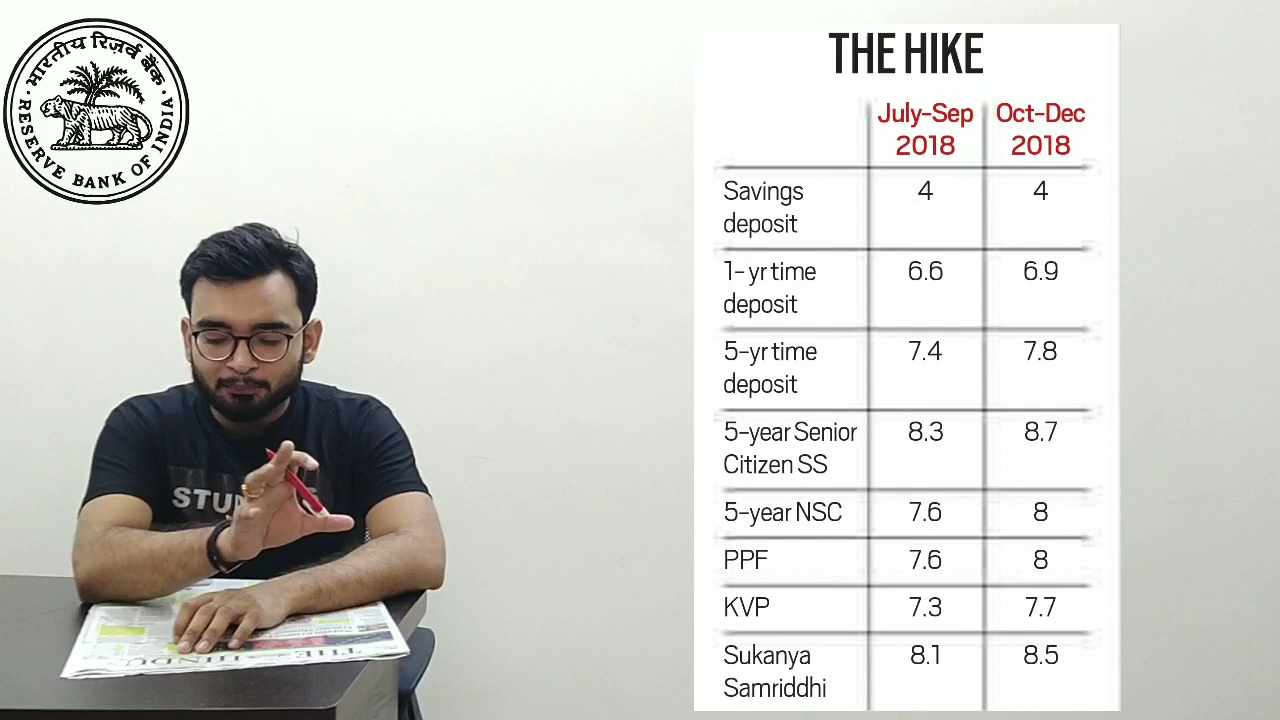 भारतीय रिज़र्व बैंक
RESERVE BANK OF INDIA
THE HIKE
July-Sep 2018 Oct-Dec 2018
Savings deposit 4 4
1-yr time deposit 6.6 6.9
5-yr time deposit 7.4 7.8
5-year Senior Citizen SS 8.3 8.7
5-year NSC 7.6 8
PPF 7.6 8
KVP 7.3 7.7
Sukanya Samriddhi 8.1 8.5
THE HINDU